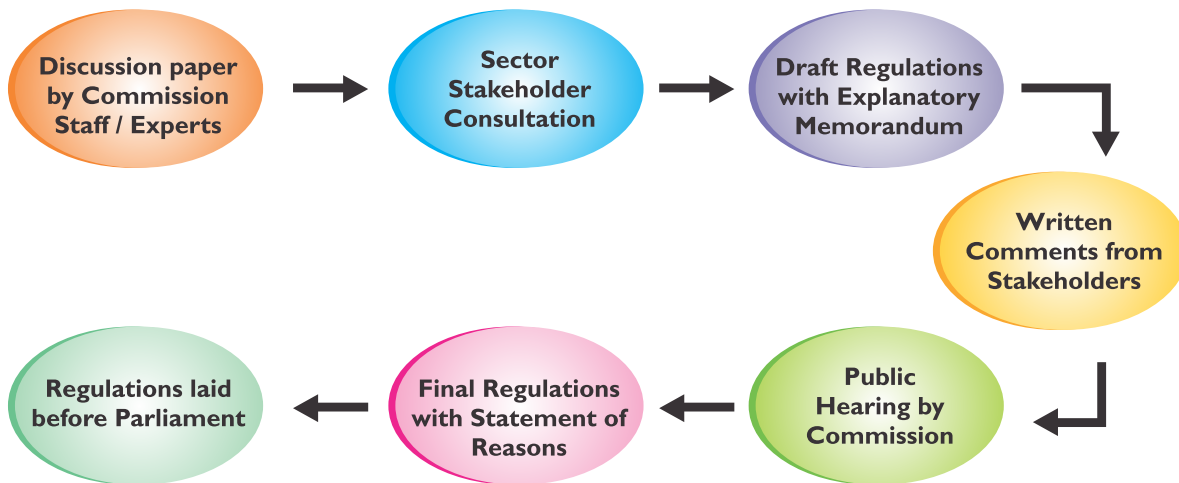 Discussion paper
by Commission
Staff / Experts
Sector
Stakeholder
Consultation
Draft Regulations
with Explanatory
Memorandum
Written
Comments from
Stakeholders
Public
Hearing by
Commission
Final Regulations
with Statement of
Reasons
Regulations laid
before Parliament